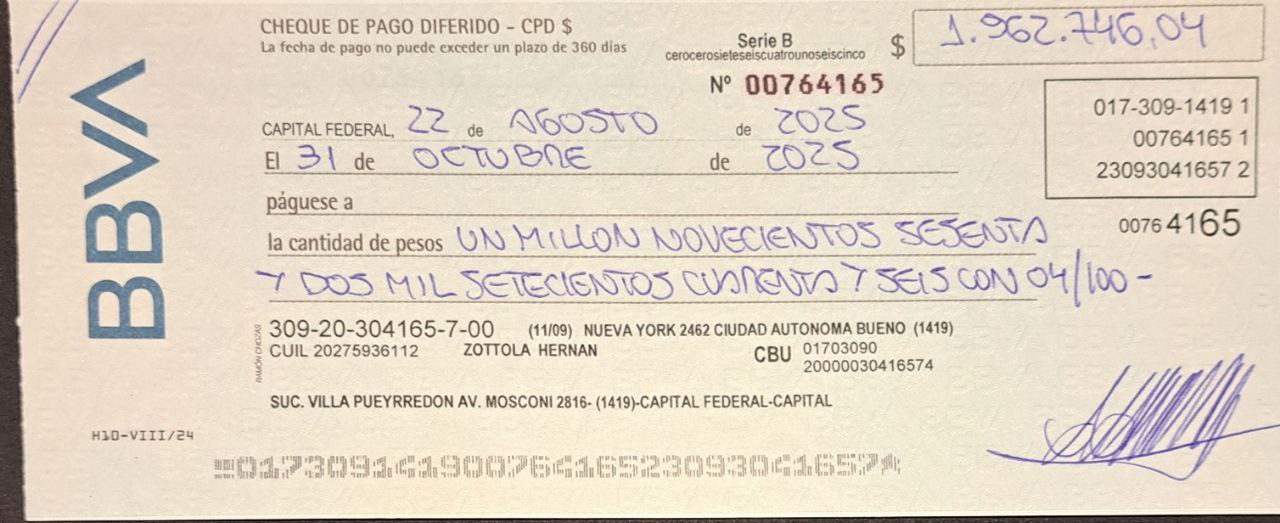 BBVA
CHEQUE DE PAGO DIFERIDO - CPD $
La fecha de pago no puede exceder un plazo de 360 días
Serie B
cerocerosieteseiscuatrounoseiscinco
$ 1.962.746,04
Nº 00764165
017-309-1419 1
00764165 1
23093041657 2
CAPITAL FEDERAL, 22 de AGOSTO de 2025
El 31 de OCTUBRE de 2025
páguese a
0076 4165
la cantidad de pesos UN MILLON NOVECIENTOS SESENTA
Y DOS MIL SETECIENTOS CUARENTA Y SEIS CON 04/100-
RAMÓN CHOZAS
309-20-304165-7-00 (11/09) NUEVA YORK 2462 CIUDAD AUTONOMA BUENO (1419)
CUIL 20275936112 ZOTTOLA HERNAN
CBU 01703090
20000030416574
SUC. VILLA PUEYRREDON AV. MOSCONI 2816- (1419)-CAPITAL FEDERAL-CAPITAL
H10-VIII/24
01730914190076416523093041657